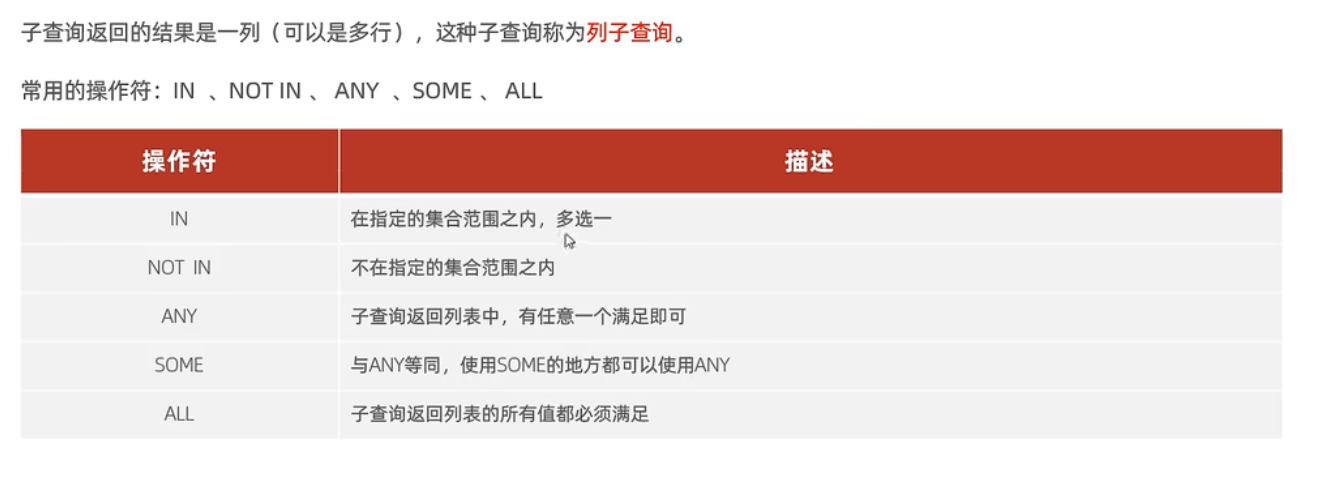 子查询返回的结果是一列（可以是多行），这种子查询称为列子查询。
常用的操作符：IN 、NOT IN 、 ANY 、SOME 、 ALL
操作符 描述
IN 在指定的集合范围之内，多选一
NOT IN 不在指定的集合范围之内
ANY 子查询返回列表中，有任意一个满足即可
SOME 与ANY等同，使用SOME的地方都可以使用ANY
ALL 子查询返回列表的所有值都必须满足